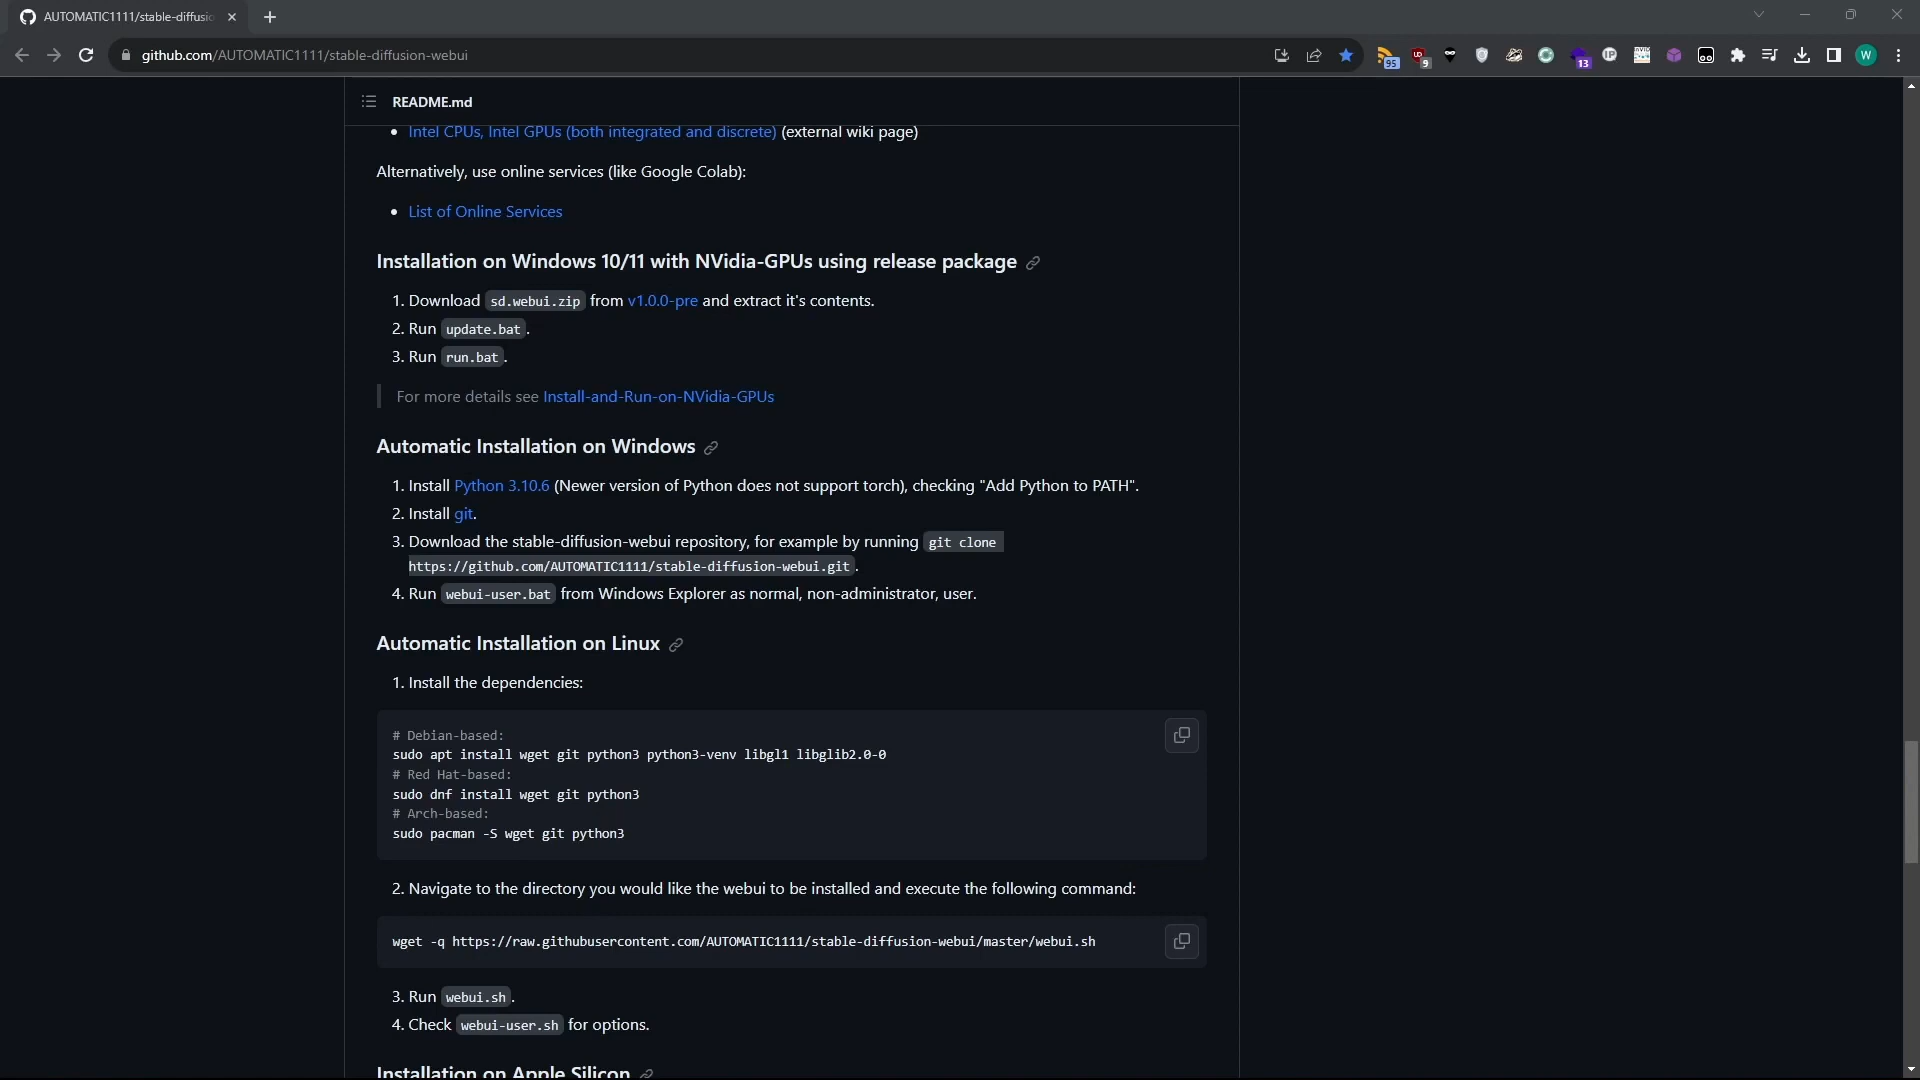 AUTOMATIC1111/stable-diffusio
github.com/AUTOMATIC1111/stable-diffusion-webui
95
9
13
W
README.md
Intel CPUs, Intel GPUs (both integrated and discrete) (external wiki page)
Alternatively, use online services (like Google Colab):
List of Online Services
Installation on Windows 10/11 with NVidia-GPUs using release package
1. Download sd.webui.zip from v1.0.0-pre and extract it's contents.
2. Run update.bat.
3. Run run.bat.
For more details see Install-and-Run-on-NVidia-GPUs
Automatic Installation on Windows
1. Install Python 3.10.6 (Newer version of Python does not support torch), checking "Add Python to PATH".
2. Install git.
3. Download the stable-diffusion-webui repository, for example by running git clone
https://github.com/AUTOMATIC1111/stable-diffusion-webui.git.
4. Run webui-user.bat from Windows Explorer as normal, non-administrator, user.
Automatic Installation on Linux
1. Install the dependencies:
# Debian-based:
sudo apt install wget git python3 python3-venv libgl1 libglib2.0-0
# Red Hat-based:
sudo dnf install wget git python3
# Arch-based:
sudo pacman -S wget git python3
2. Navigate to the directory you would like the webui to be installed and execute the following command:
wget -q https://raw.githubusercontent.com/AUTOMATIC1111/stable-diffusion-webui/master/webui.sh
3. Run webui.sh.
4. Check webui-user.sh for options.
Installation on Apple Silicon